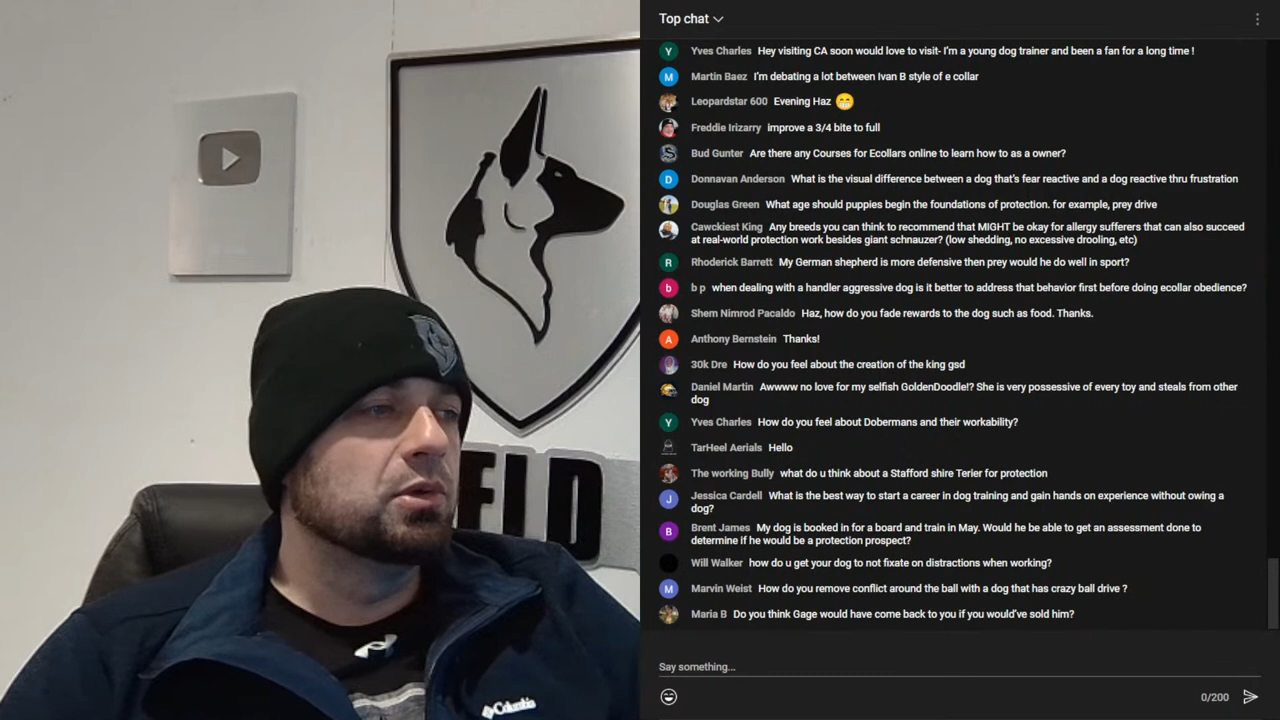 Top chat
Yves Charles Hey visiting CA soon would love to visit- I'm a young dog trainer and been a fan for a long time !
Martin Baez I'm debating a lot between Ivan B style of e collar
Leopardstar 600 Evening Haz 😁
Freddie Irizarry improve a 3/4 bite to full
Bud Gunter Are there any Courses for Ecollars online to learn how to as a owner?
Donnavan Anderson What is the visual difference between a dog that's fear reactive and a dog reactive thru frustration
Douglas Green What age should puppies begin the foundations of protection. for example, prey drive
Cawckiest King Any breeds you can think to recommend that MIGHT be okay for allergy sufferers that can also succeed
at real-world protection work besides giant schnauzer? (low shedding, no excessive drooling, etc)
Rhoderick Barrett My German shepherd is more defensive then prey would he do well in sport?
b p when dealing with a handler aggressive dog is it better to address that behavior first before doing ecollar obedience?
Shem Nimrod Pacaldo Haz, how do you fade rewards to the dog such as food. Thanks.
Anthony Bernstein Thanks!
30k Dre How do you feel about the creation of the king gsd
Daniel Martin Awwww no love for my selfish GoldenDoodle!? She is very possessive of every toy and steals from other
dog
Yves Charles How do you feel about Dobermans and their workability?
TarHeel Aerials Hello
The working Bully what do u think about a Stafford shire Terier for protection
Jessica Cardell What is the best way to start a career in dog training and gain hands on experience without owing a
dog?
Brent James My dog is booked in for a board and train in May. Would he be able to get an assessment done to
determine if he would be a protection prospect?
Will Walker how do u get your dog to not fixate on distractions when working?
Marvin Weist How do you remove conflict around the ball with a dog that has crazy ball drive ?
Maria B Do you think Gage would have come back to you if you would've sold him?
Say something...
0/200
Columbia